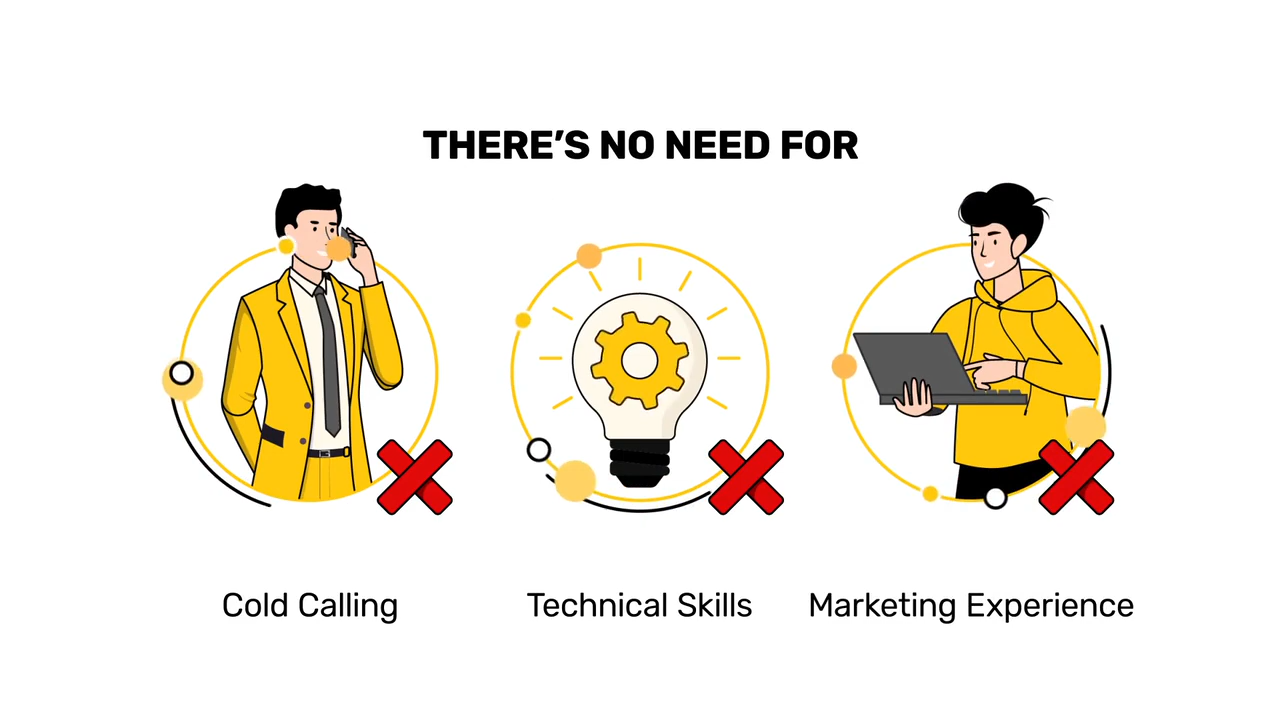 THERE’S NO NEED FOR
Cold Calling
Technical Skills
Marketing Experience